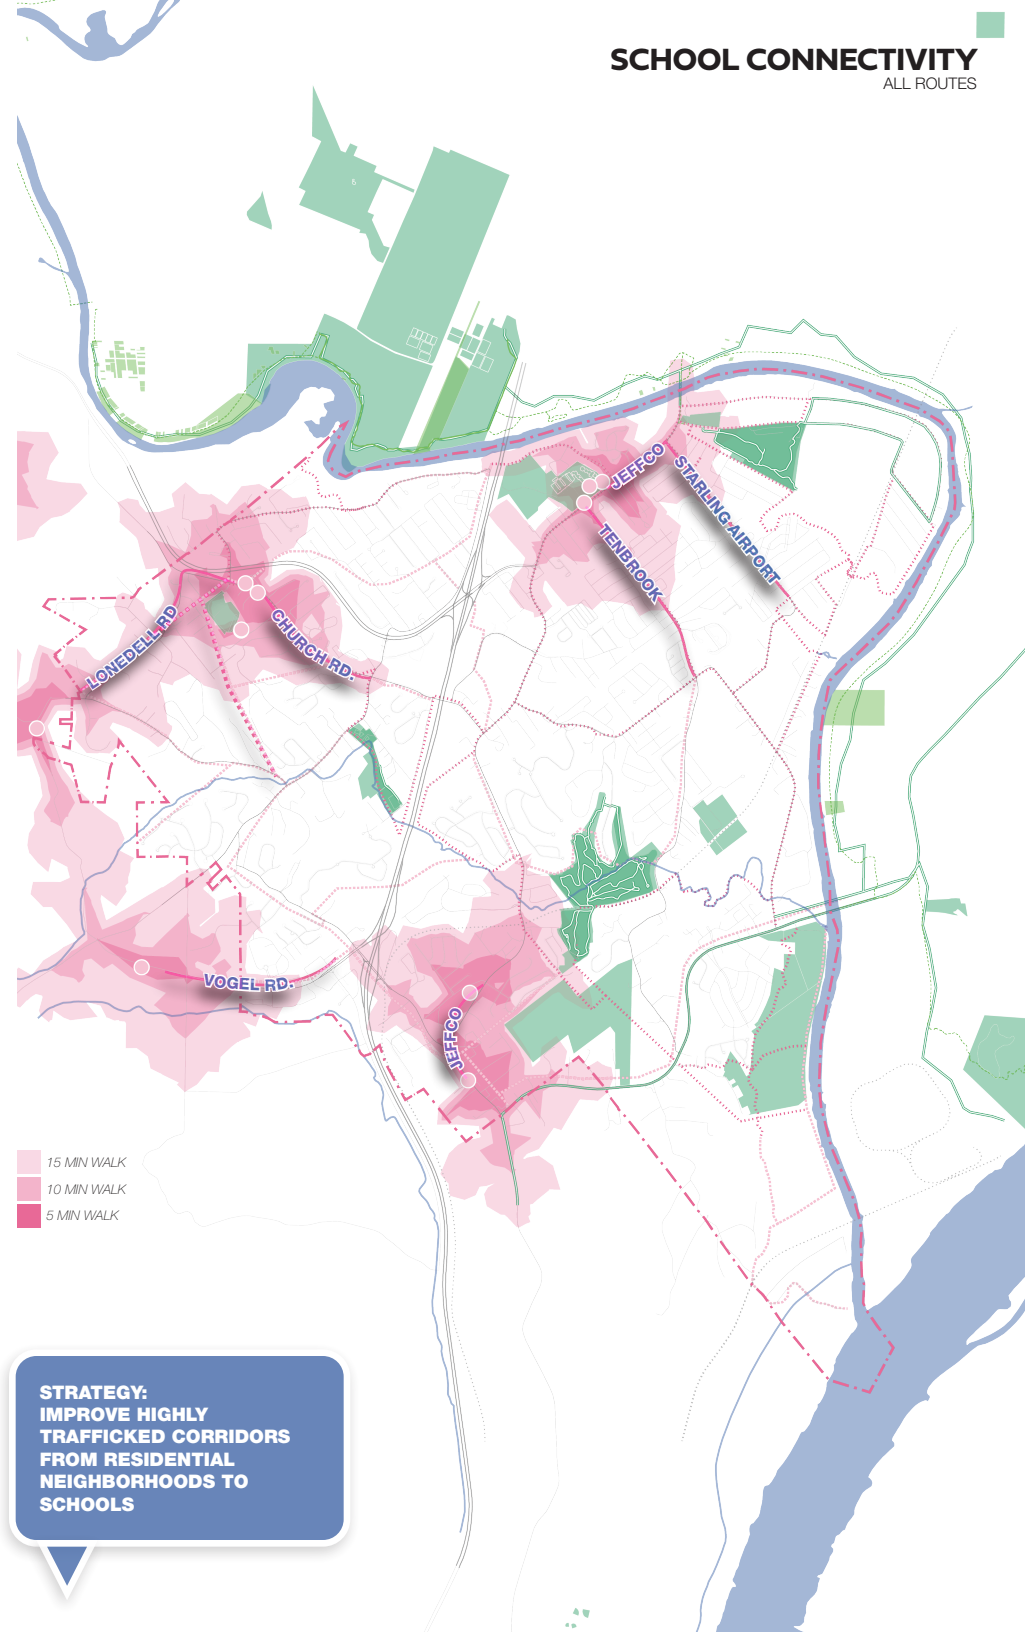 SCHOOL CONNECTIVITY
ALL ROUTES
JEFFCO
STARLING AIRPORT
TENBROOK
LONEDELL RD
CHURCH RD.
VOGEL RD.
JEFFCO
15 MIN WALK
10 MIN WALK
5 MIN WALK
STRATEGY:
IMPROVE HIGHLY
TRAFFICKED CORRIDORS
FROM RESIDENTIAL
NEIGHBORHOODS TO
SCHOOLS